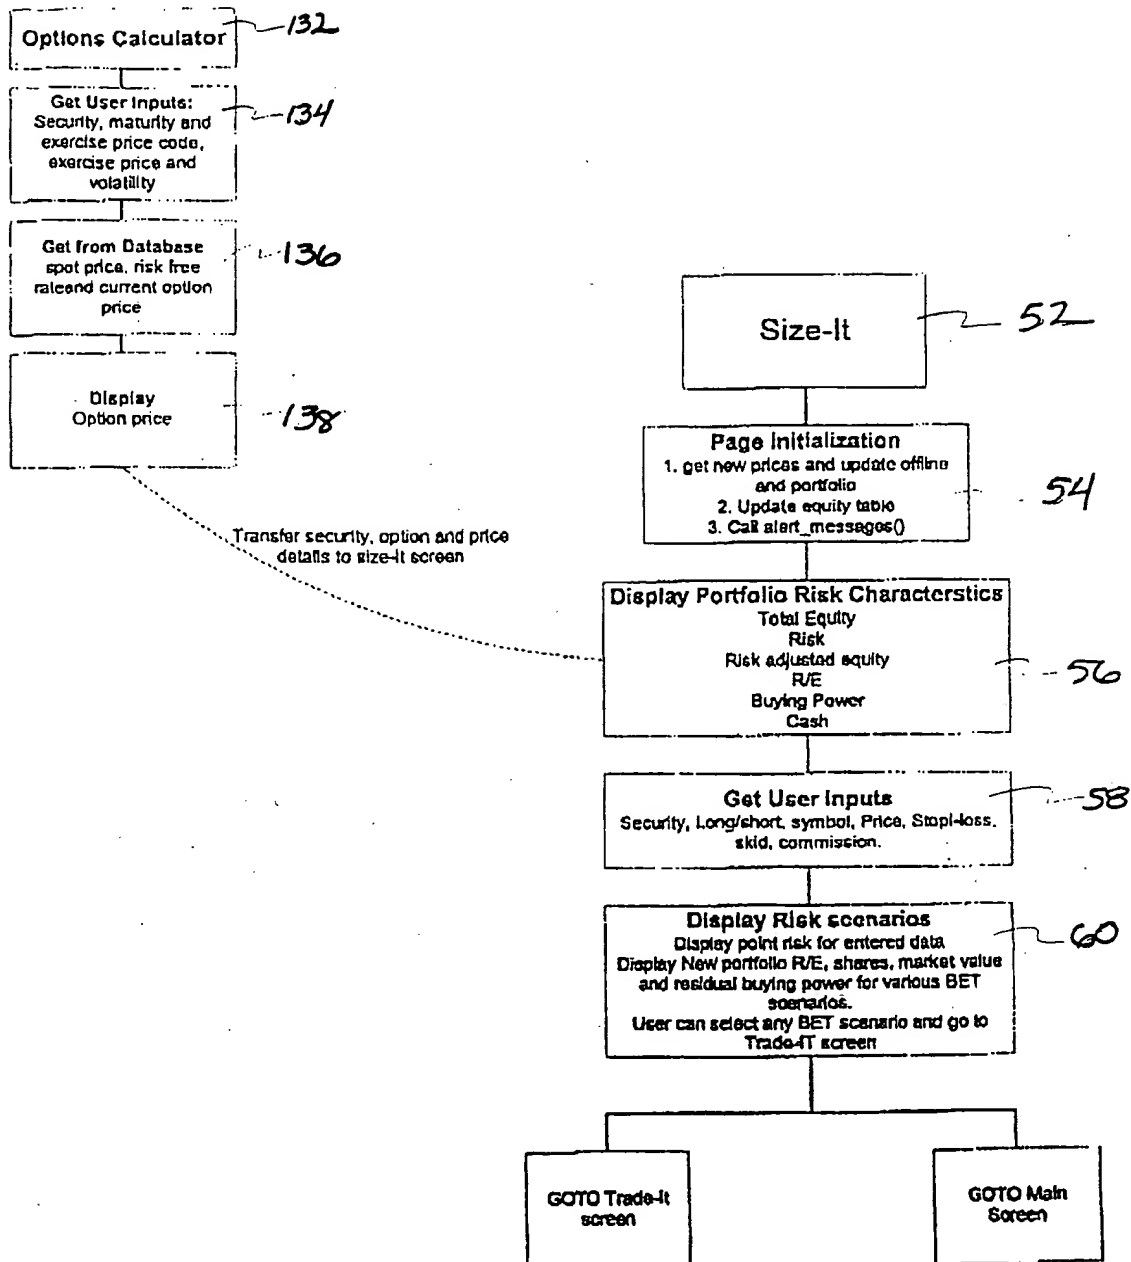 Options Calculator
132
Get User Inputs:
Security, maturity and
exercise price code,
exercise price and
volatility
134
Get from Database
spot price, risk free
rateand current option
price
136
Display
Option price
138
Transfer security, option and price
details to size-it screen
Size-It
52
Page Initialization
1. get new prices and update offline
and portfolio
2. Update equity table
3. Call alert_messages()
54
Display Portfolio Risk Characterstics
Total Equity
Risk
Risk adjusted equity
R/E
Buying Power
Cash
56
Get User Inputs
Security, Long/short, symbol, Price, Stopl-loss,
skid, commission.
58
Display Risk scenarios
Display point risk for entered data
Display New portfolio R/E, shares, market value
and residual buying power for various BET
scenarios.
User can select any BET scenario and go to
Trade-IT screen
60
GOTO Trade-It
screen
GOTO Main
Screen